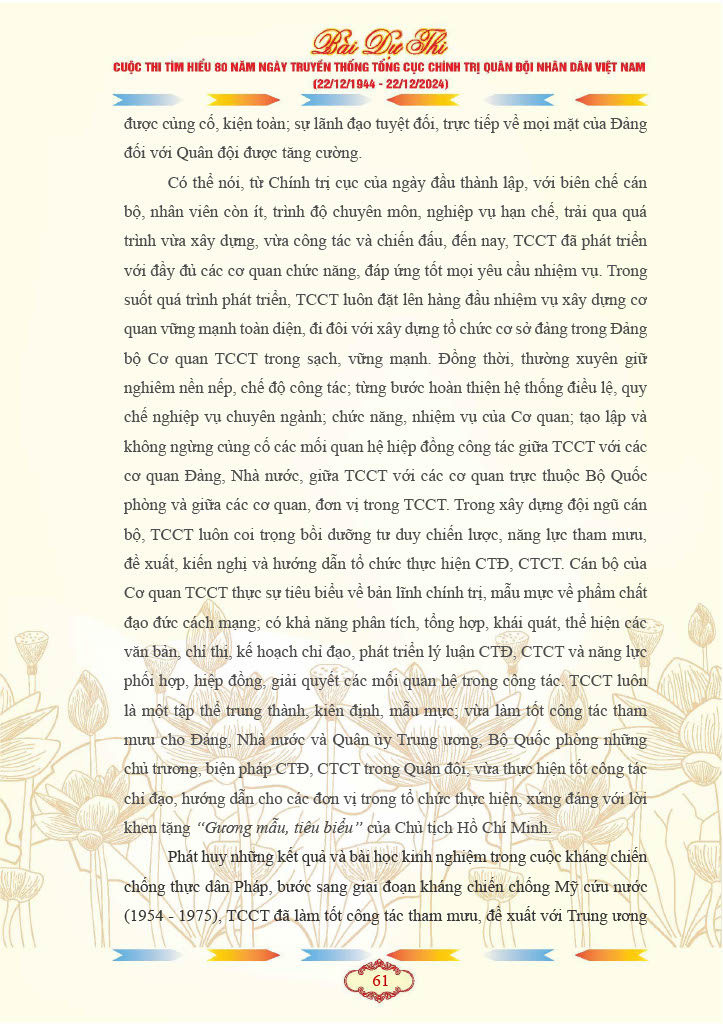 Bài Dự Thi
CUỘC THI TÌM HIỂU 80 NĂM NGÀY TRUYỀN THỐNG TỔNG CỤC CHÍNH TRỊ QUÂN ĐỘI NHÂN DÂN VIỆT NAM
(22/12/1944 - 22/12/2024)
được củng cố, kiện toàn; sự lãnh đạo tuyệt đối, trực tiếp về mọi mặt của Đảng
đối với Quân đội được tăng cường.
Có thể nói, từ Chính trị cục của ngày đầu thành lập, với biên chế cán
bộ, nhân viên còn ít, trình độ chuyên môn, nghiệp vụ hạn chế, trải qua quá
trình vừa xây dựng, vừa công tác và chiến đấu, đến nay, TCCT đã phát triển
với đầy đủ các cơ quan chức năng, đáp ứng tốt mọi yêu cầu nhiệm vụ. Trong
suốt quá trình phát triển, TCCT luôn đặt lên hàng đầu nhiệm vụ xây dựng cơ
quan vững mạnh toàn diện, đi đôi với xây dựng tổ chức cơ sở đảng trong Đảng
bộ Cơ quan TCCT trong sạch, vững mạnh. Đồng thời, thường xuyên giữ
nghiêm nền nếp, chế độ công tác; từng bước hoàn thiện hệ thống điều lệ, quy
chế nghiệp vụ chuyên ngành; chức năng, nhiệm vụ của Cơ quan; tạo lập và
không ngừng củng cố các mối quan hệ hiệp đồng công tác giữa TCCT với các
cơ quan Đảng, Nhà nước, giữa TCCT với các cơ quan trực thuộc Bộ Quốc
phòng và giữa các cơ quan, đơn vị trong TCCT. Trong xây dựng đội ngũ cán
bộ, TCCT luôn coi trọng bồi dưỡng tư duy chiến lược, năng lực tham mưu,
đề xuất, kiến nghị và hướng dẫn tổ chức thực hiện CTĐ, CTCT. Cán bộ của
Cơ quan TCCT thực sự tiêu biểu về bản lĩnh chính trị, mẫu mực về phẩm chất
đạo đức cách mạng; có khả năng phân tích, tổng hợp, khái quát, thể hiện các
văn bản, chỉ thị, kế hoạch chỉ đạo, phát triển lý luận CTĐ, CTCT và năng lực
phối hợp, hiệp đồng, giải quyết các mối quan hệ trong công tác. TCCT luôn
là một tập thể trung thành, kiên định, mẫu mực; vừa làm tốt công tác tham
mưu cho Đảng, Nhà nước và Quân ủy Trung ương, Bộ Quốc phòng những
chủ trương, biện pháp CTĐ, CTCT trong Quân đội, vừa thực hiện tốt công tác
chỉ đạo, hướng dẫn cho các đơn vị trong tổ chức thực hiện, xứng đáng với lời
khen tặng “Gương mẫu, tiêu biểu” của Chủ tịch Hồ Chí Minh.
Phát huy những kết quả và bài học kinh nghiệm trong cuộc kháng chiến
chống thực dân Pháp, bước sang giai đoạn kháng chiến chống Mỹ cứu nước
(1954 - 1975), TCCT đã làm tốt công tác tham mưu, đề xuất với Trung ương
61